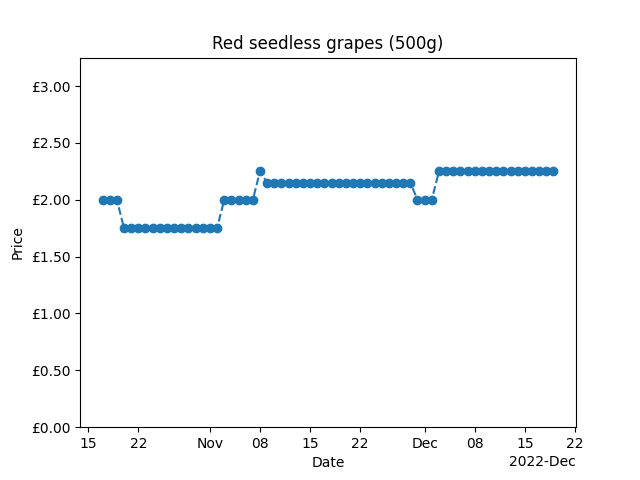 Red seedless grapes (500g)
£3.00
£2.50
£2.00
£1.50
£1.00
£0.50
£0.00
Price
15 22 Nov 08 15 22 Dec 08 15 22
Date
2022-Dec